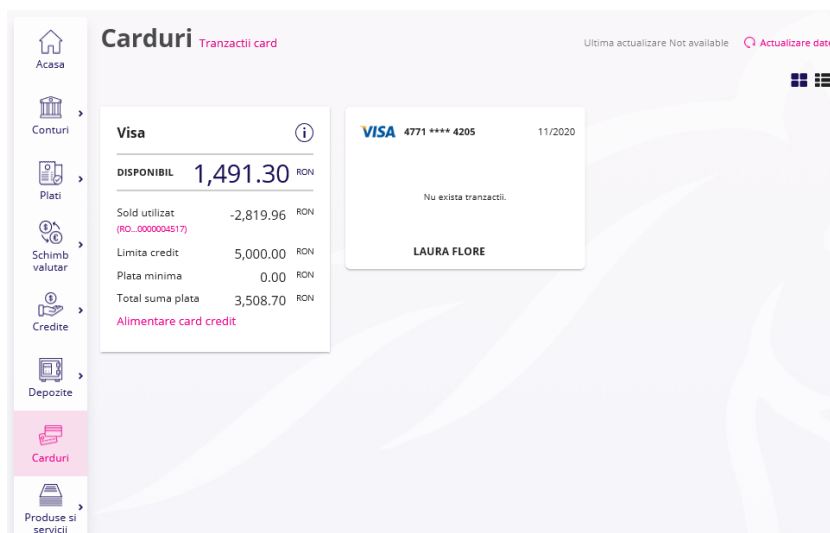 Carduri Tranzactii card
Ultima actualizare Not available Actualizare date
Acasa
Conturi
Plati
Schimb
valutar
Credite
Depozite
Carduri
Produse si
servicii
Visa
DISPONIBIL 1,491.30 RON
Sold utilizat -2,819.96 RON
(RO...0000004517)
Limita credit 5,000.00 RON
Plata minima 0.00 RON
Total suma plata 3,508.70 RON
Alimentare card credit
VISA 4771 **** 4205 11/2020
Nu exista tranzactii.
LAURA FLORE